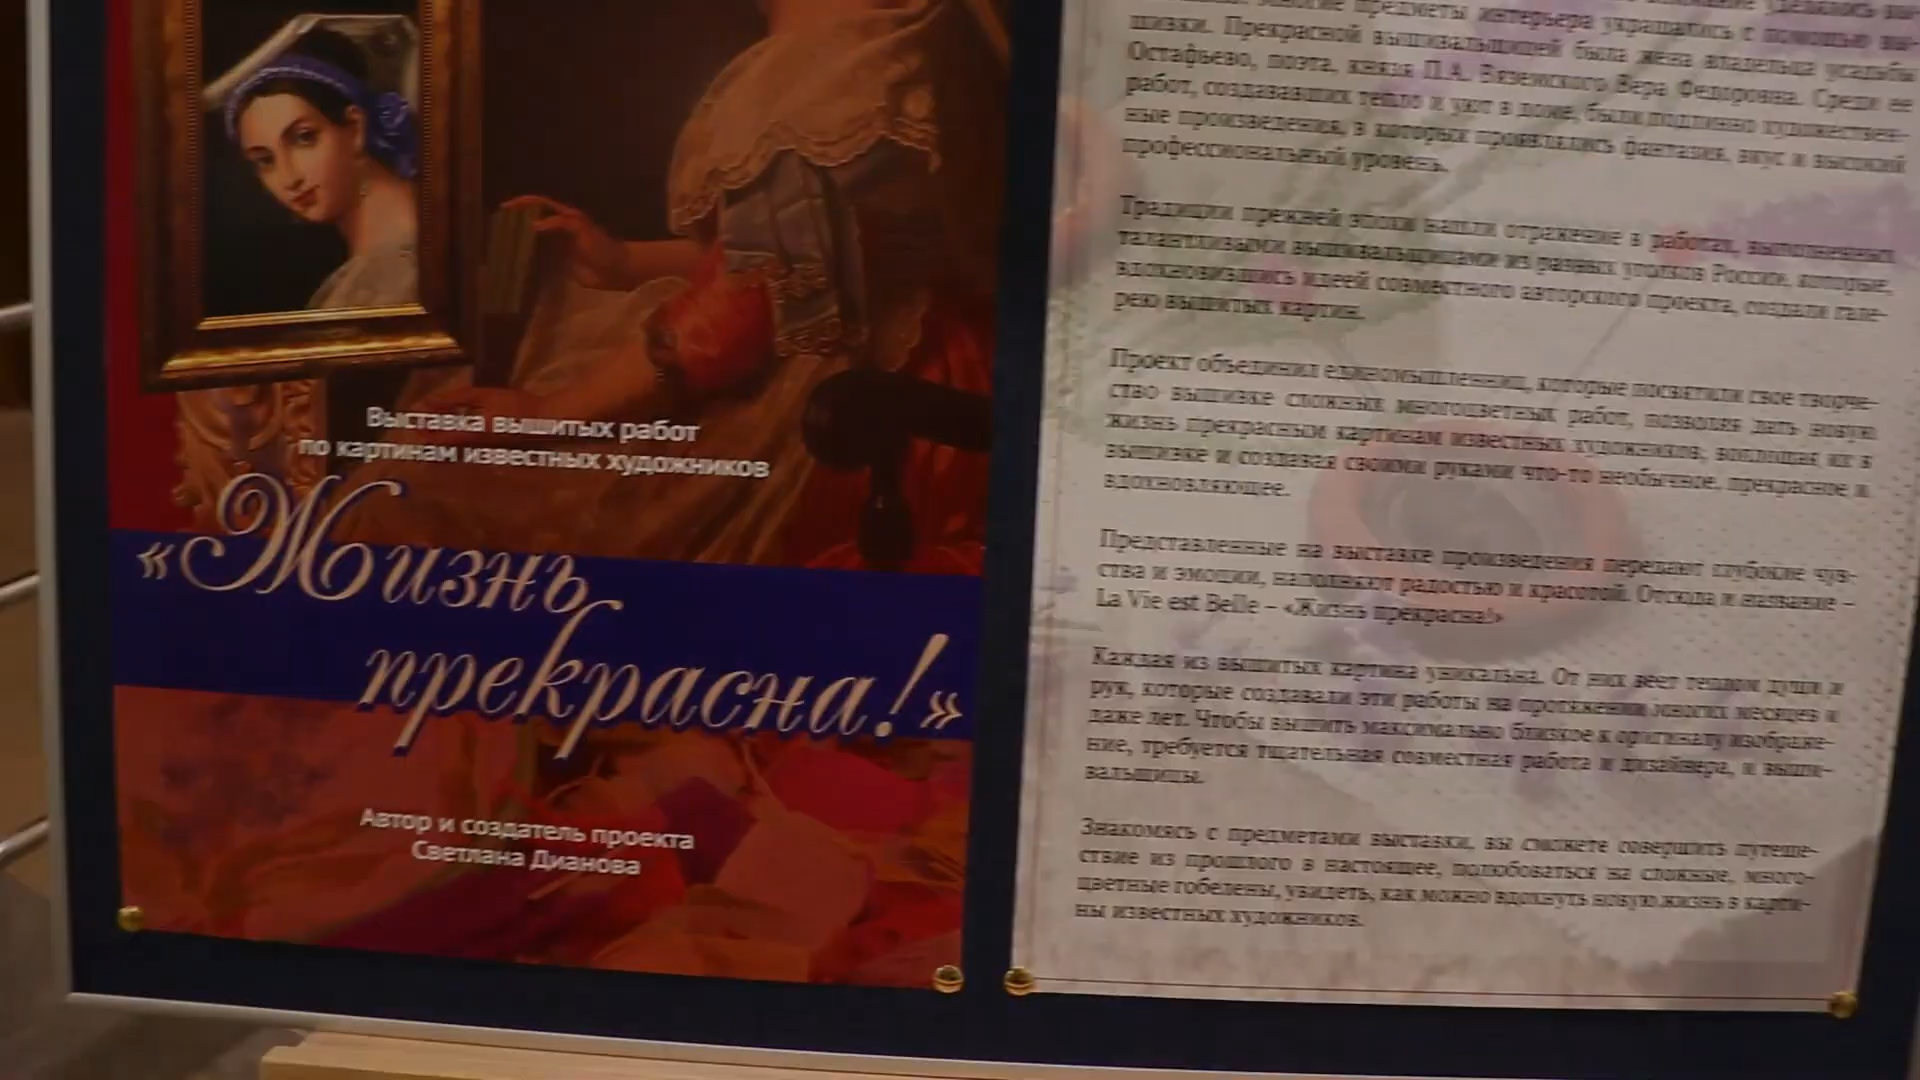 Выставка вышитых работ
по картинам известных художников
«Жизнь
прекрасна!»
Автор и создатель проекта
Светлана Дианова
Многие предметы интерьера украшались с помощью вы-
шивки. Прекрасной вышивальщицей была жена владельца усадьбы
Остафьево, поэта, князя П.А. Вяземского Вера Федоровна. Среди ее
работ, создававших тепло и уют в доме, были подлинно художествен-
ные произведения, в которых проявлялись фантазия, вкус и высокий
профессиональный уровень.
Традиции прежней эпохи нашли отражение в работах, выполненных
талантливыми вышивальщицами из разных уголков России, которые,
вдохновившись идеей совместного авторского проекта, создали гале-
рею вышитых картин.
Проект объединил единомышленниц, которые посвятили свое творче-
ство вышивке сложных многоцветных работ, позволяя дать новую
жизнь прекрасным картинам известных художников, воплощая их в
вышивке и создавая своими руками что-то необычное, прекрасное и
вдохновляющее.
Представленные на выставке произведения передают глубокие чув-
ства и эмоции, наполняют радостью и красотой. Отсюда и название –
La Vie est Belle – «Жизнь прекрасна!»
Каждая из вышитых картина уникальна. От них веет теплом души и
рук, которые создавали эти работы на протяжении многих месяцев и
даже лет. Чтобы вышить максимально близкое к оригиналу изображе-
ние, требуется тщательная совместная работа и дизайнера, и выши-
вальщицы.
Знакомясь с предметами выставки, вы сможете совершить путеше-
ствие из прошлого в настоящее, полюбоваться на сложные, много-
цветные гобелены, увидеть, как можно вдохнуть новую жизнь в карти-
ны известных художников.